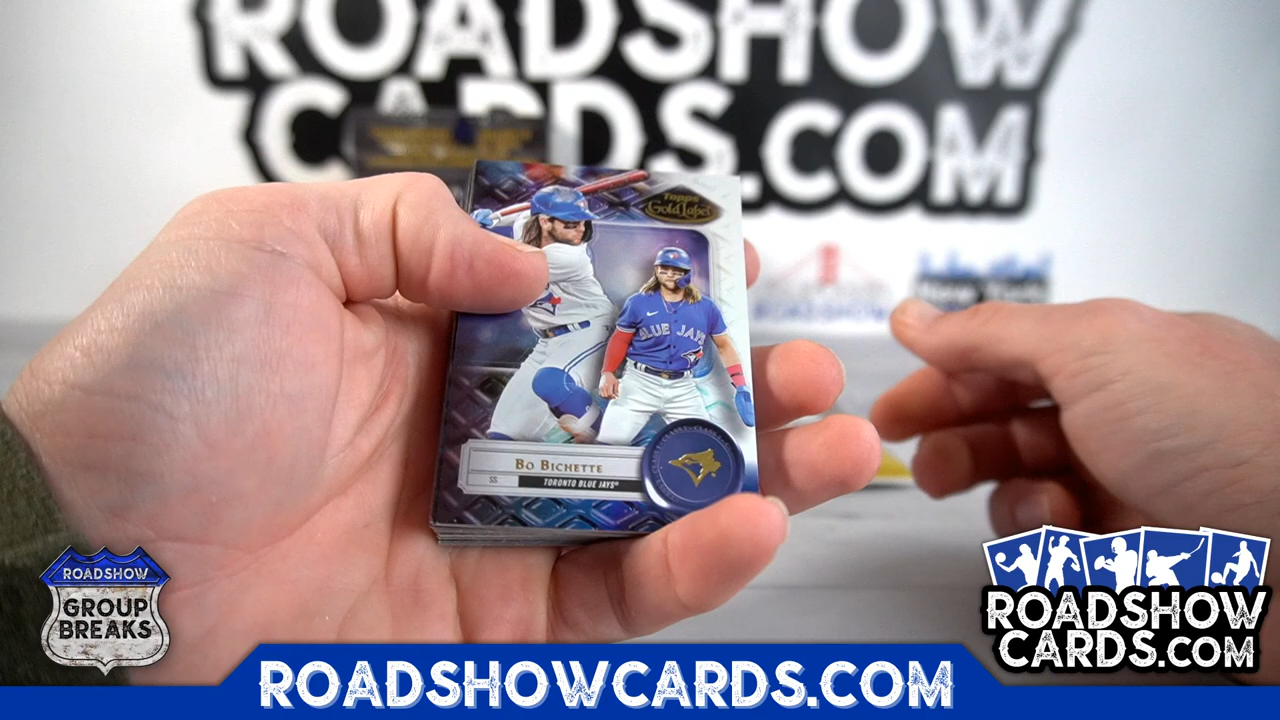 ROADSHOW
CARDS.COM
Topps
Gold Label
BLUE JAYS
Bo Bichette
SS
TORONTO BLUE JAYS
ROADSHOW
ROADSHOW
GROUP
BREAKS
ROADSHOWCARDS.COM
ROADSHOW
CARDS.COM